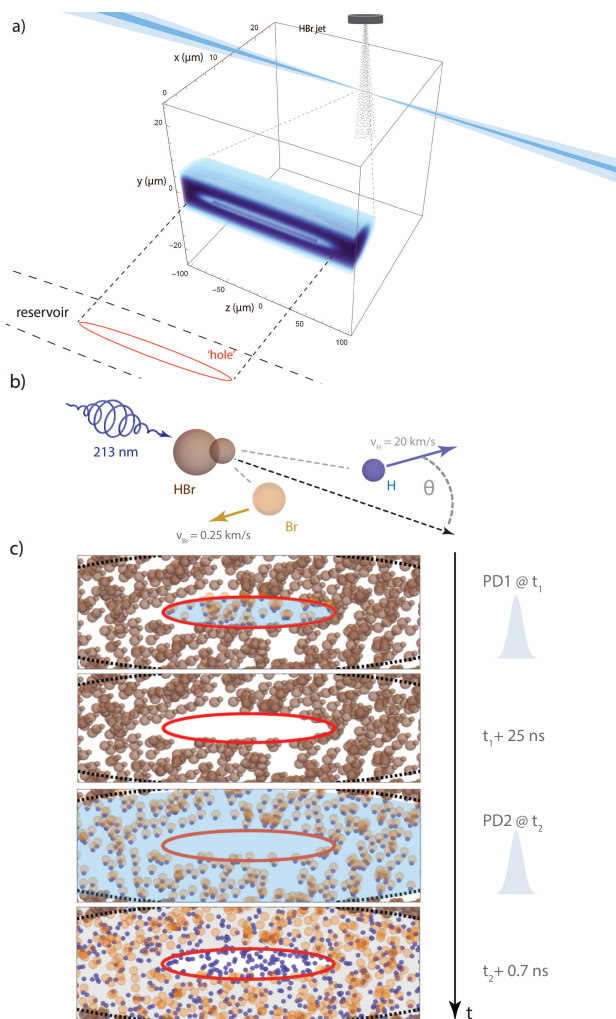 a)
HBr jet
x (μm)
0
10
20
20
y (μm)
0
-20
-100
-50
z (μm)
0
50
100
reservoir
'hole'
b)
213 nm
HBr
Br
v_Br = 0.25 km/s
v_H = 20 km/s
H
θ
c)
PD1 @ t₁
t₁+ 25 ns
PD2 @ t₂
t₂+ 0.7 ns
t